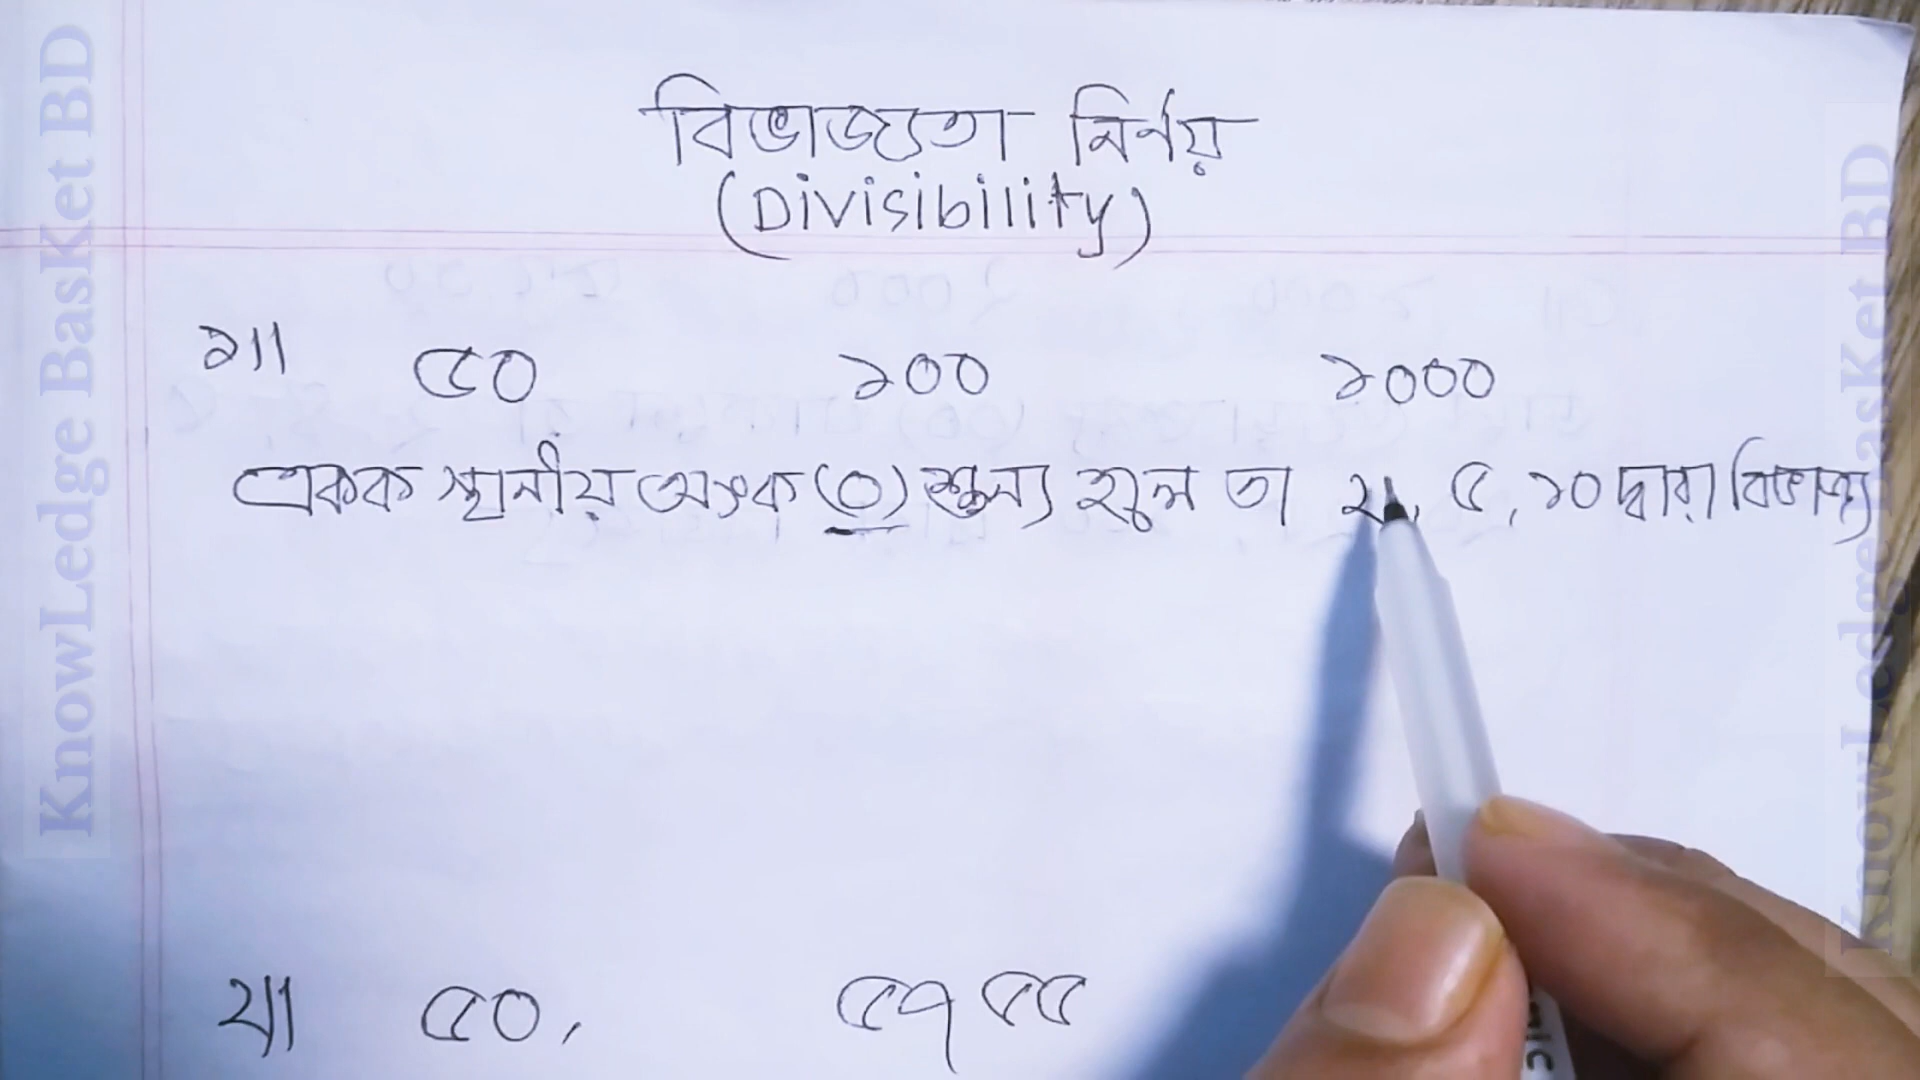 বিভাজ্যতা নির্ণয়
(Divisibility)
১।। ৫০ ১০০ ১০০০
একক স্থানীয় অংক (০) শূন্য হলে তা ২, ৫, ১০ দ্বারা বিভাজ্য
২।। ৫০, ৫৭৫৫
KnowLedge BasKet BD
KnowLedge BasKet BD